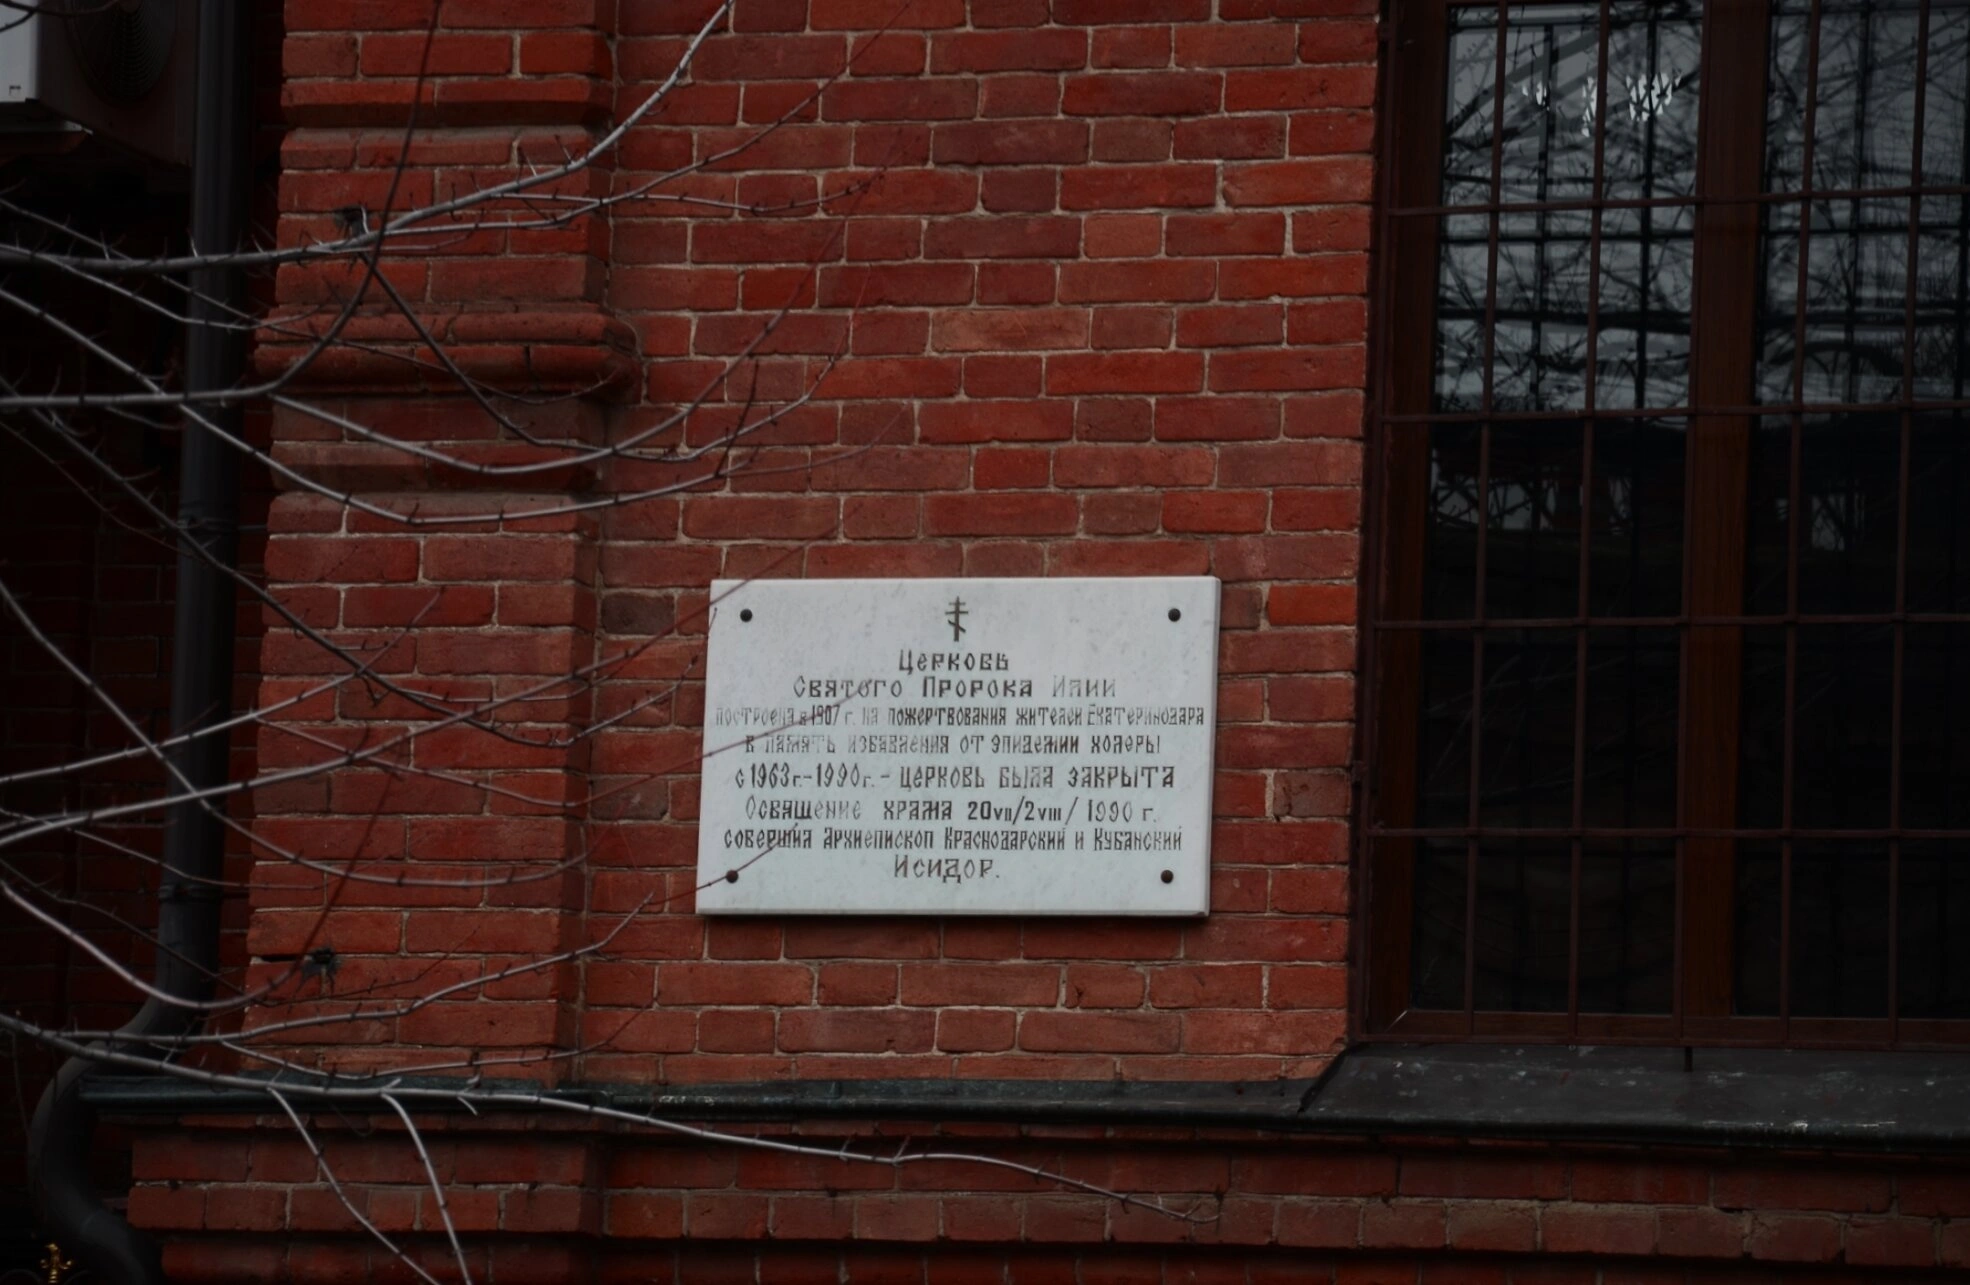 Церковь
Святого Пророка Илии
построена в 1907 г. на пожертвования жителей Екатеринодара
в память избавления от эпидемии холеры
с 1963 г. - 1990 г. - церковь была закрыта
Освящение храма 20 VII / 2 VIII / 1990 г.
совершил Архиепископ Краснодарский и Кубанский
Исидор.